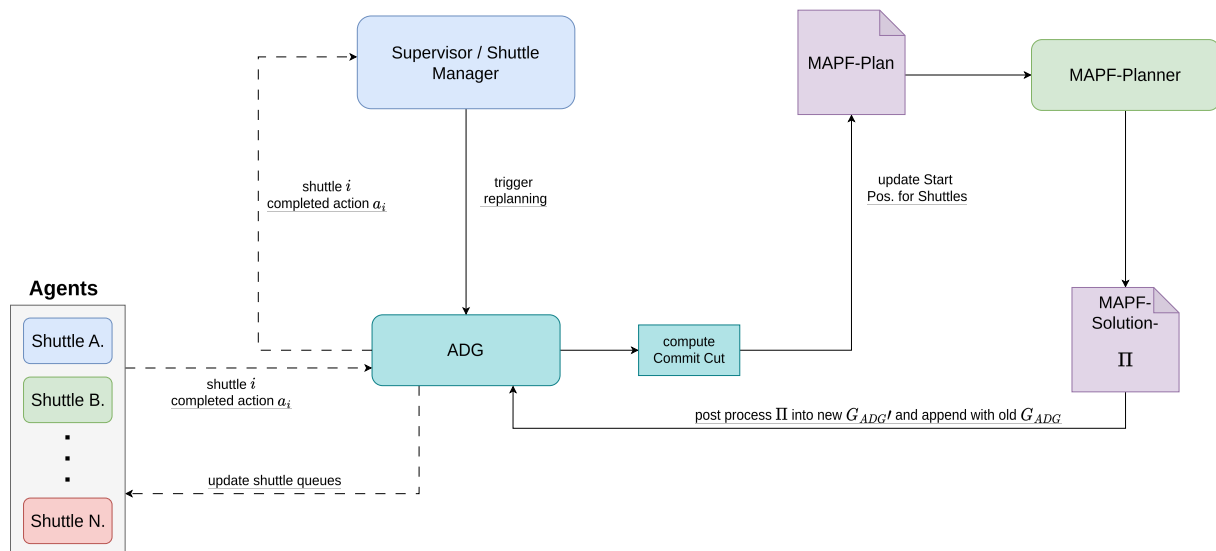 Supervisor / Shuttle
Manager
MAPF-Plan
MAPF-Planner
shuttle i
completed action a_i
trigger
replanning
update Start
Pos. for Shuttles
Agents
Shuttle A.
Shuttle B.
Shuttle N.
ADG
compute
Commit Cut
MAPF-
Solution-
Π
shuttle i
completed action a_i
post process Π into new G_ADG′ and append with old G_ADG
update shuttle queues